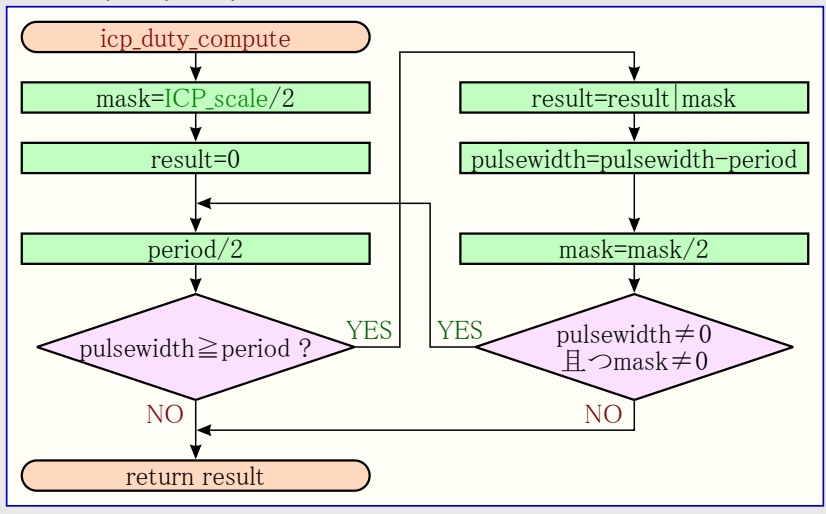 icp_duty_compute
mask=ICP_scale/2
result=0
period/2
pulsewidth≧period ?
YES
NO
return result
result=result|mask
pulsewidth=pulsewidth-period
mask=mask/2
pulsewidth≠0
且つmask≠0
YES
NO